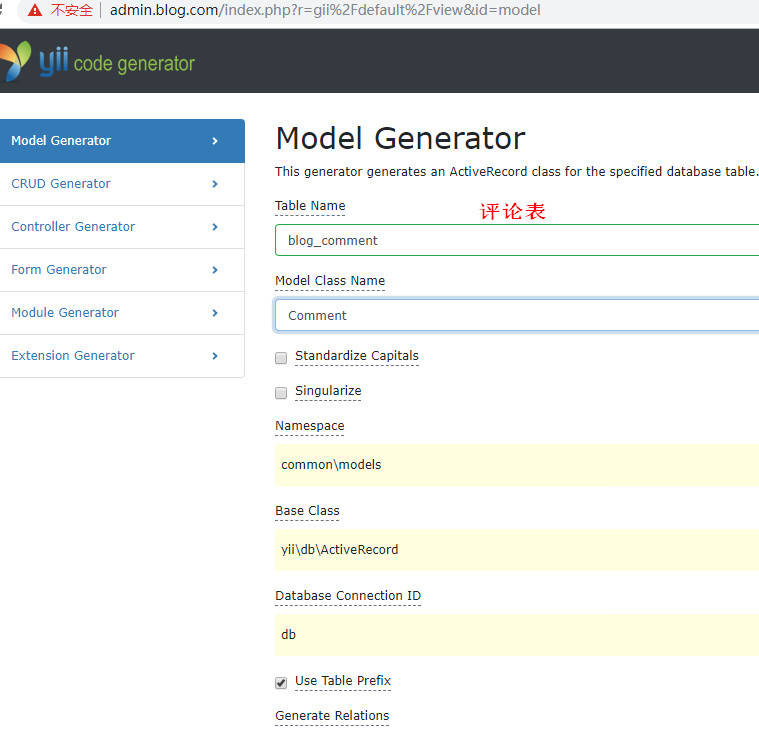 不安全 | admin.blog.com/index.php?r=gii%2Fdefault%2Fview&id=model
yii code generator
Model Generator
CRUD Generator
Controller Generator
Form Generator
Module Generator
Extension Generator
Model Generator
This generator generates an ActiveRecord class for the specified database table.
Table Name
评论表
blog_comment
Model Class Name
Comment
Standardize Capitals
Singularize
Namespace
common\models
Base Class
yii\db\ActiveRecord
Database Connection ID
db
Use Table Prefix
Generate Relations